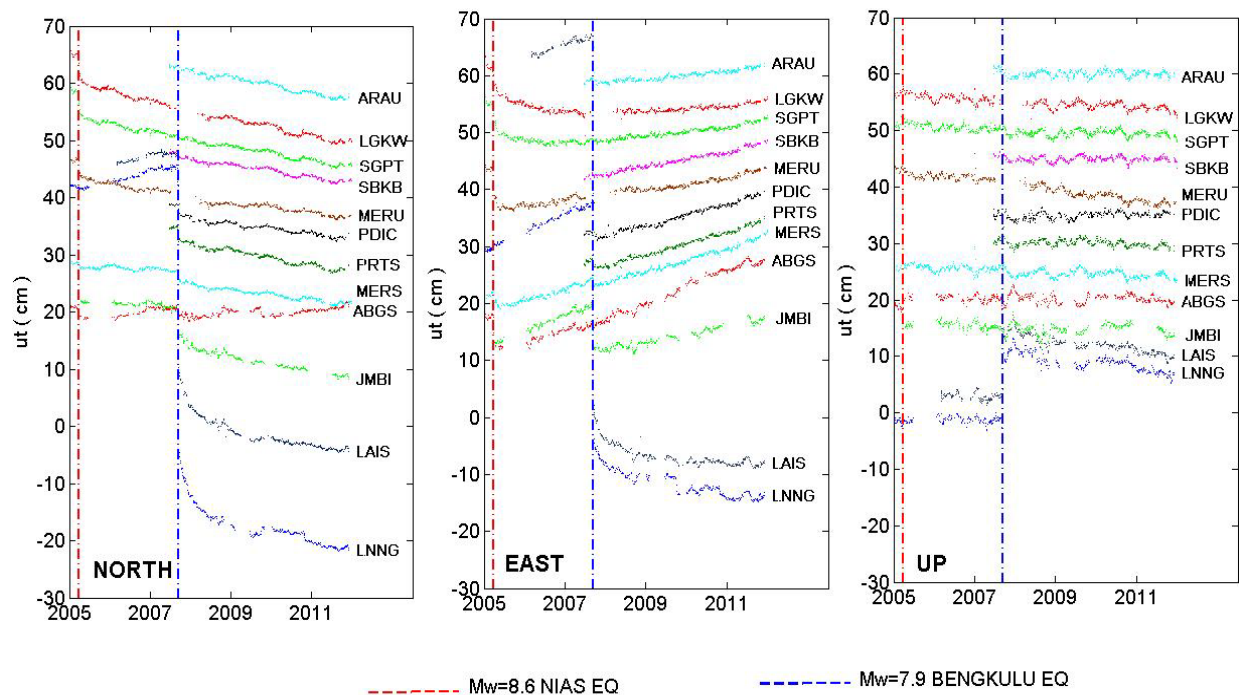 70
60
50
40
30
20
10
0
-10
-20
-30
ut ( cm )
2005 2007 2009 2011
NORTH
ARAU
LGKW
SGPT
SBKB
MERU
PDIC
PRTS
MERS
ABGS
JMBI
LAIS
LNNG
70
60
50
40
30
20
10
0
-10
-20
-30
ut ( cm )
2005 2007 2009 2011
EAST
ARAU
LGKW
SGPT
SBKB
MERU
PDIC
PRTS
MERS
ABGS
JMBI
LAIS
LNNG
70
60
50
40
30
20
10
0
-10
-20
-30
ut ( cm )
2005 2007 2009 2011
UP
ARAU
LGKW
SGPT
SBKB
MERU
PDIC
PRTS
MERS
ABGS
JMBI
LAIS
LNNG
Mw=8.6 NIAS EQ
Mw=7.9 BENGKULU EQ